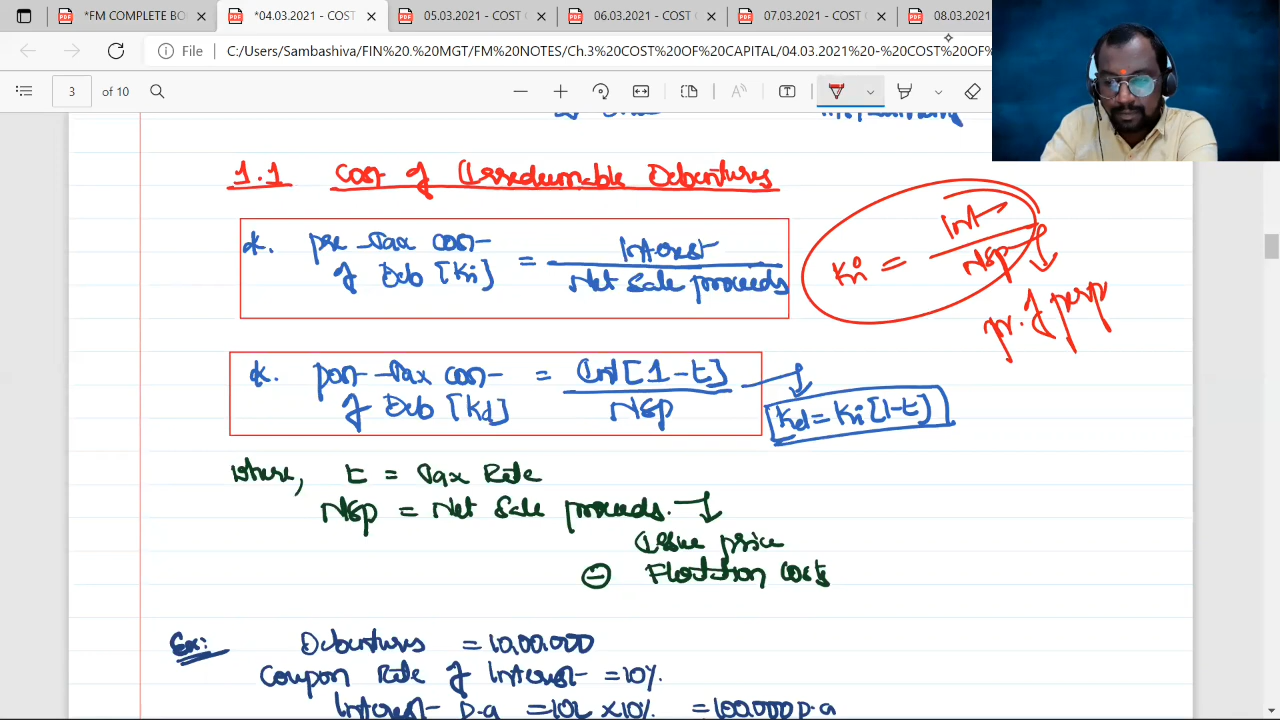 *FM COMPLETE BO
*04.03.2021 - COST C
05.03.2021 - COST C
06.03.2021 - COST C
07.03.2021 - COST C
08.03.2021
File C:/Users/Sambashiva/FIN%20.%20MGT/FM%20NOTES/Ch.3%20COST%20OF%20CAPITAL/04.03.2021%20-%20COST%20OF%
3 of 10
1.1 Cost of Irredeemable Debentures
Pre-Tax cost of Deb [Ki] = Interest / Net Sale proceeds
Ki = Int / NSP
pr. of perp
post-Tax cost of Deb [Kd] = Int[1-t] / NSP
Kd = Ki[1-t]
where, t = Tax Rate
NSP = Net Sale proceeds.
Issue price
(-) Floatation costs
Ex: Debentures = 10,00,000
Coupon Rate of Interest = 10%.
Interest p.a = 10L x 10% = 100,000 p.a